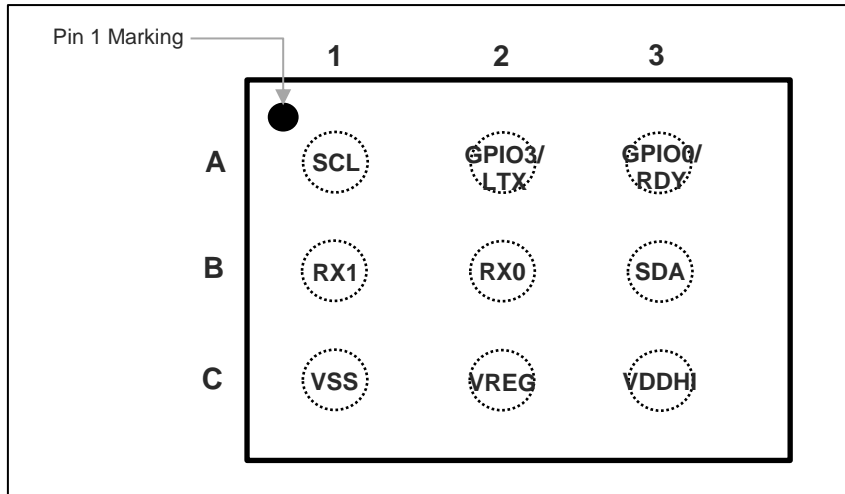 Pin 1 Marking
1 2 3
A SCL GPIO3/ GPIO0/
LTX RDY
B RX1 RX0 SDA
C VSS VREG VDDHI